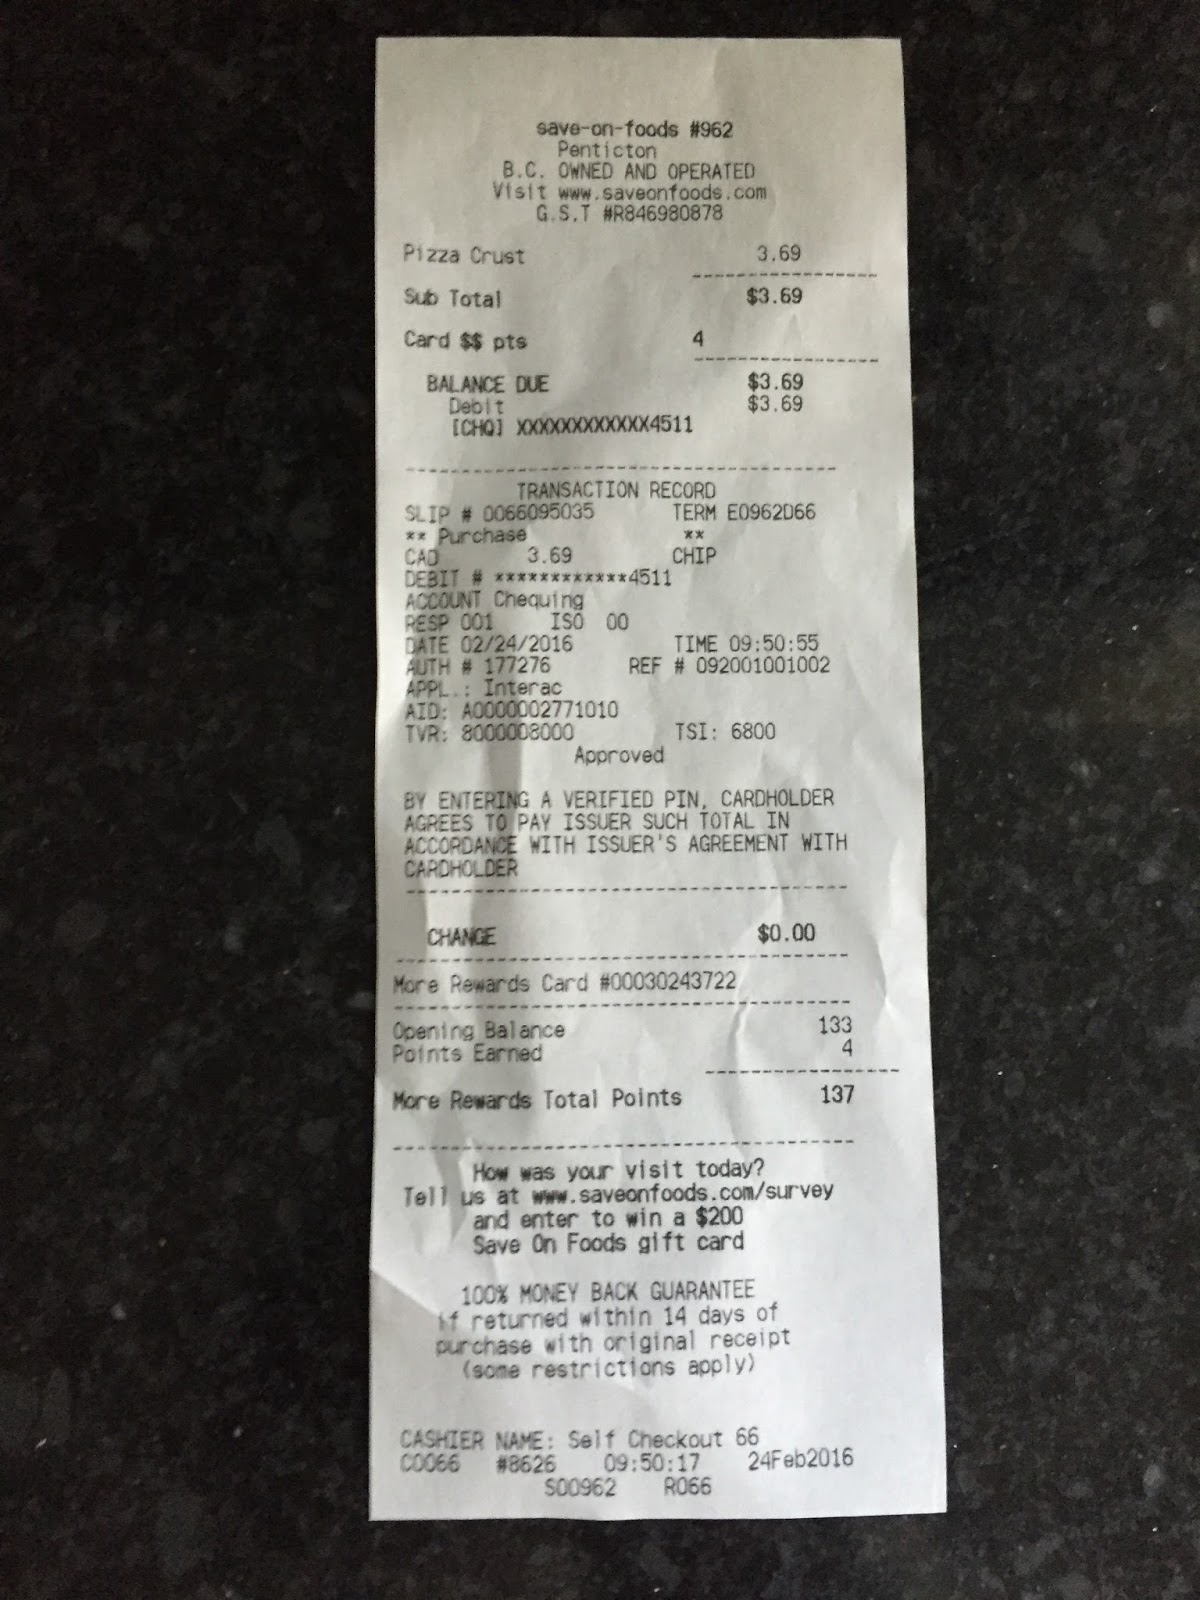 save-on-foods #962
Penticton
B.C. OWNED AND OPERATED
Visit www.saveonfoods.com
G.S.T #R846980878
Pizza Crust 3.69
Sub Total $3.69
Card $$ pts 4
BALANCE DUE $3.69
Debit $3.69
[CHQ] XXXXXXXXXXXX4511
TRANSACTION RECORD
SLIP # 0066095035 TERM E0962D66
** Purchase **
CAD 3.69 CHIP
DEBIT # ************4511
ACCOUNT Chequing
RESP 001 ISO 00
DATE 02/24/2016 TIME 09:50:55
AUTH # 177276 REF # 092001001002
APPL.: Interac
AID: A0000002771010
TVR: 8000008000 TSI: 6800
Approved
BY ENTERING A VERIFIED PIN, CARDHOLDER
AGREES TO PAY ISSUER SUCH TOTAL IN
ACCORDANCE WITH ISSUER'S AGREEMENT WITH
CARDHOLDER
CHANGE $0.00
More Rewards Card #00030243722
Opening Balance 133
Points Earned 4
More Rewards Total Points 137
How was your visit today?
Tell us at www.saveonfoods.com/survey
and enter to win a $200
Save On Foods gift card
100% MONEY BACK GUARANTEE
if returned within 14 days of
purchase with original receipt
(some restrictions apply)
CASHIER NAME: Self Checkout 66
C0066 #8626 09:50:17 24Feb2016
S00962 R066